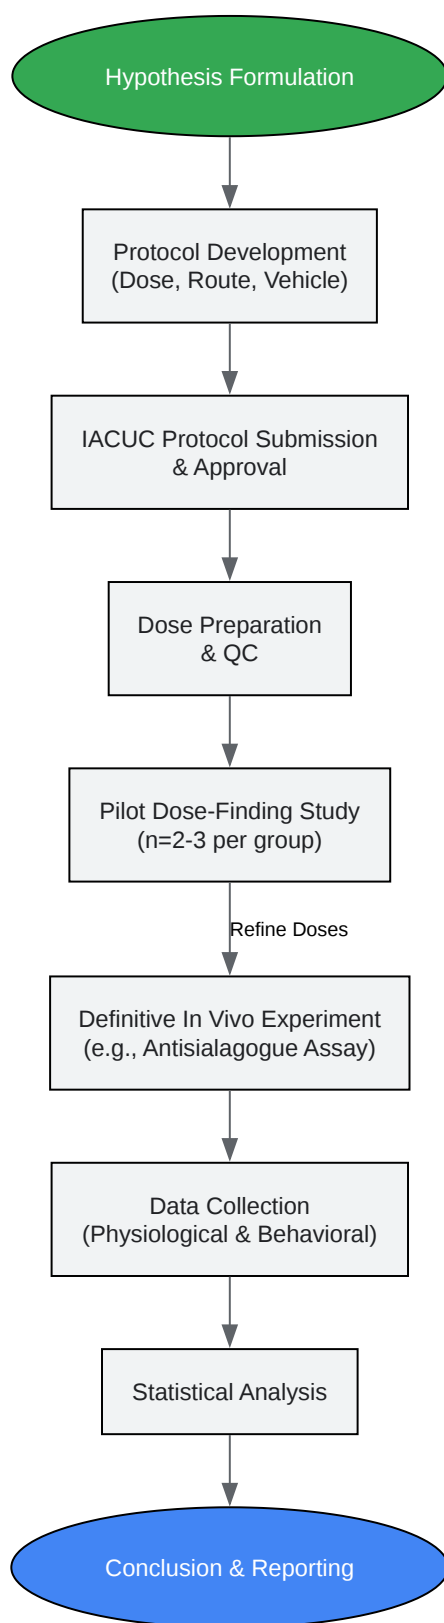 Hypothesis Formulation
Protocol Development
(Dose, Route, Vehicle)
IACUC Protocol Submission
& Approval
Dose Preparation
& QC
Pilot Dose-Finding Study
(n=2-3 per group)
Refine Doses
Definitive In Vivo Experiment
(e.g., Antisialagogue Assay)
Data Collection
(Physiological & Behavioral)
Statistical Analysis
Conclusion & Reporting